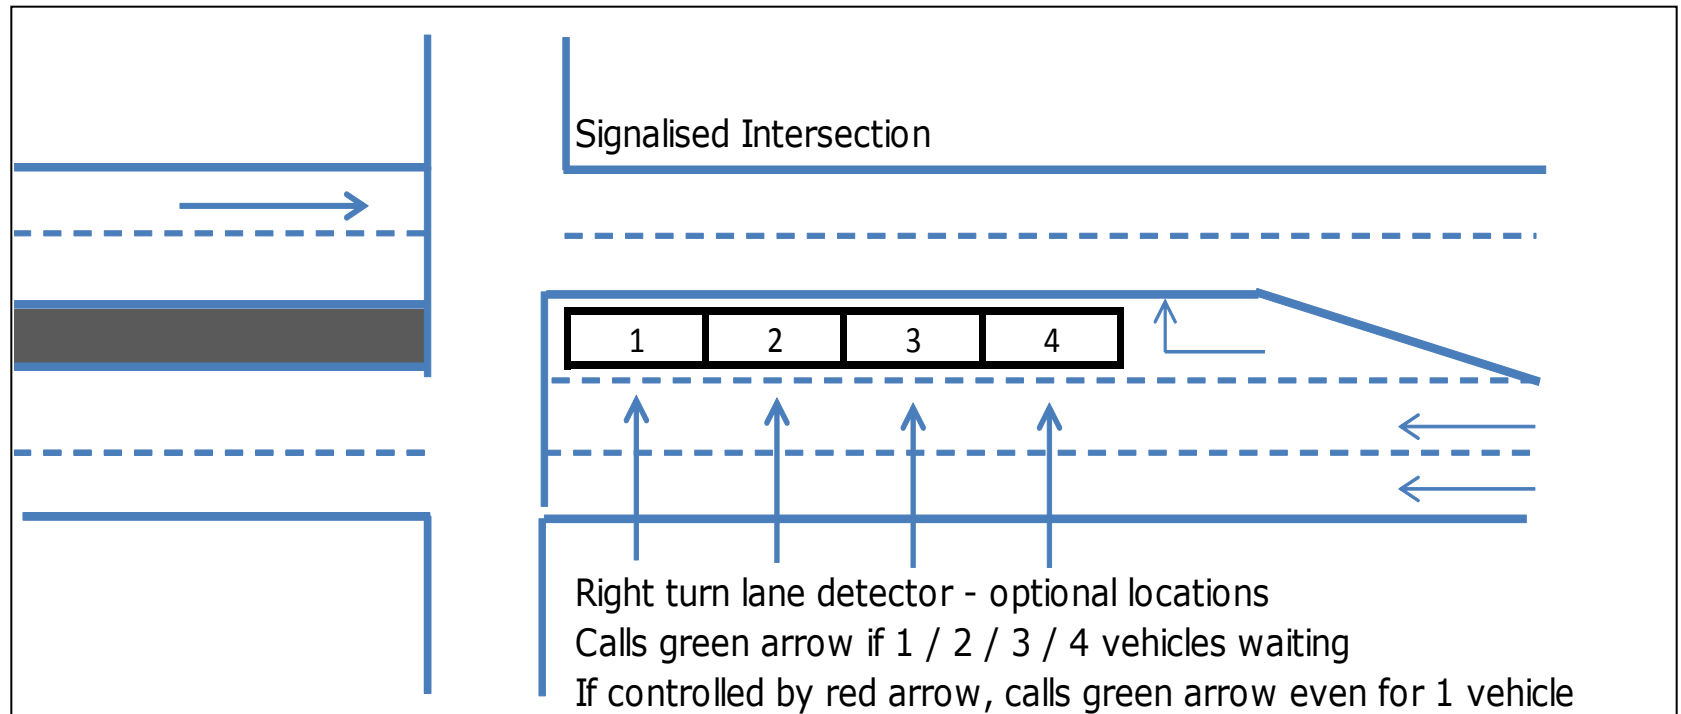 Signalised Intersection
1 2 3 4
Right turn lane detector - optional locations
Calls green arrow if 1 / 2 / 3 / 4 vehicles waiting
If controlled by red arrow, calls green arrow even for 1 vehicle